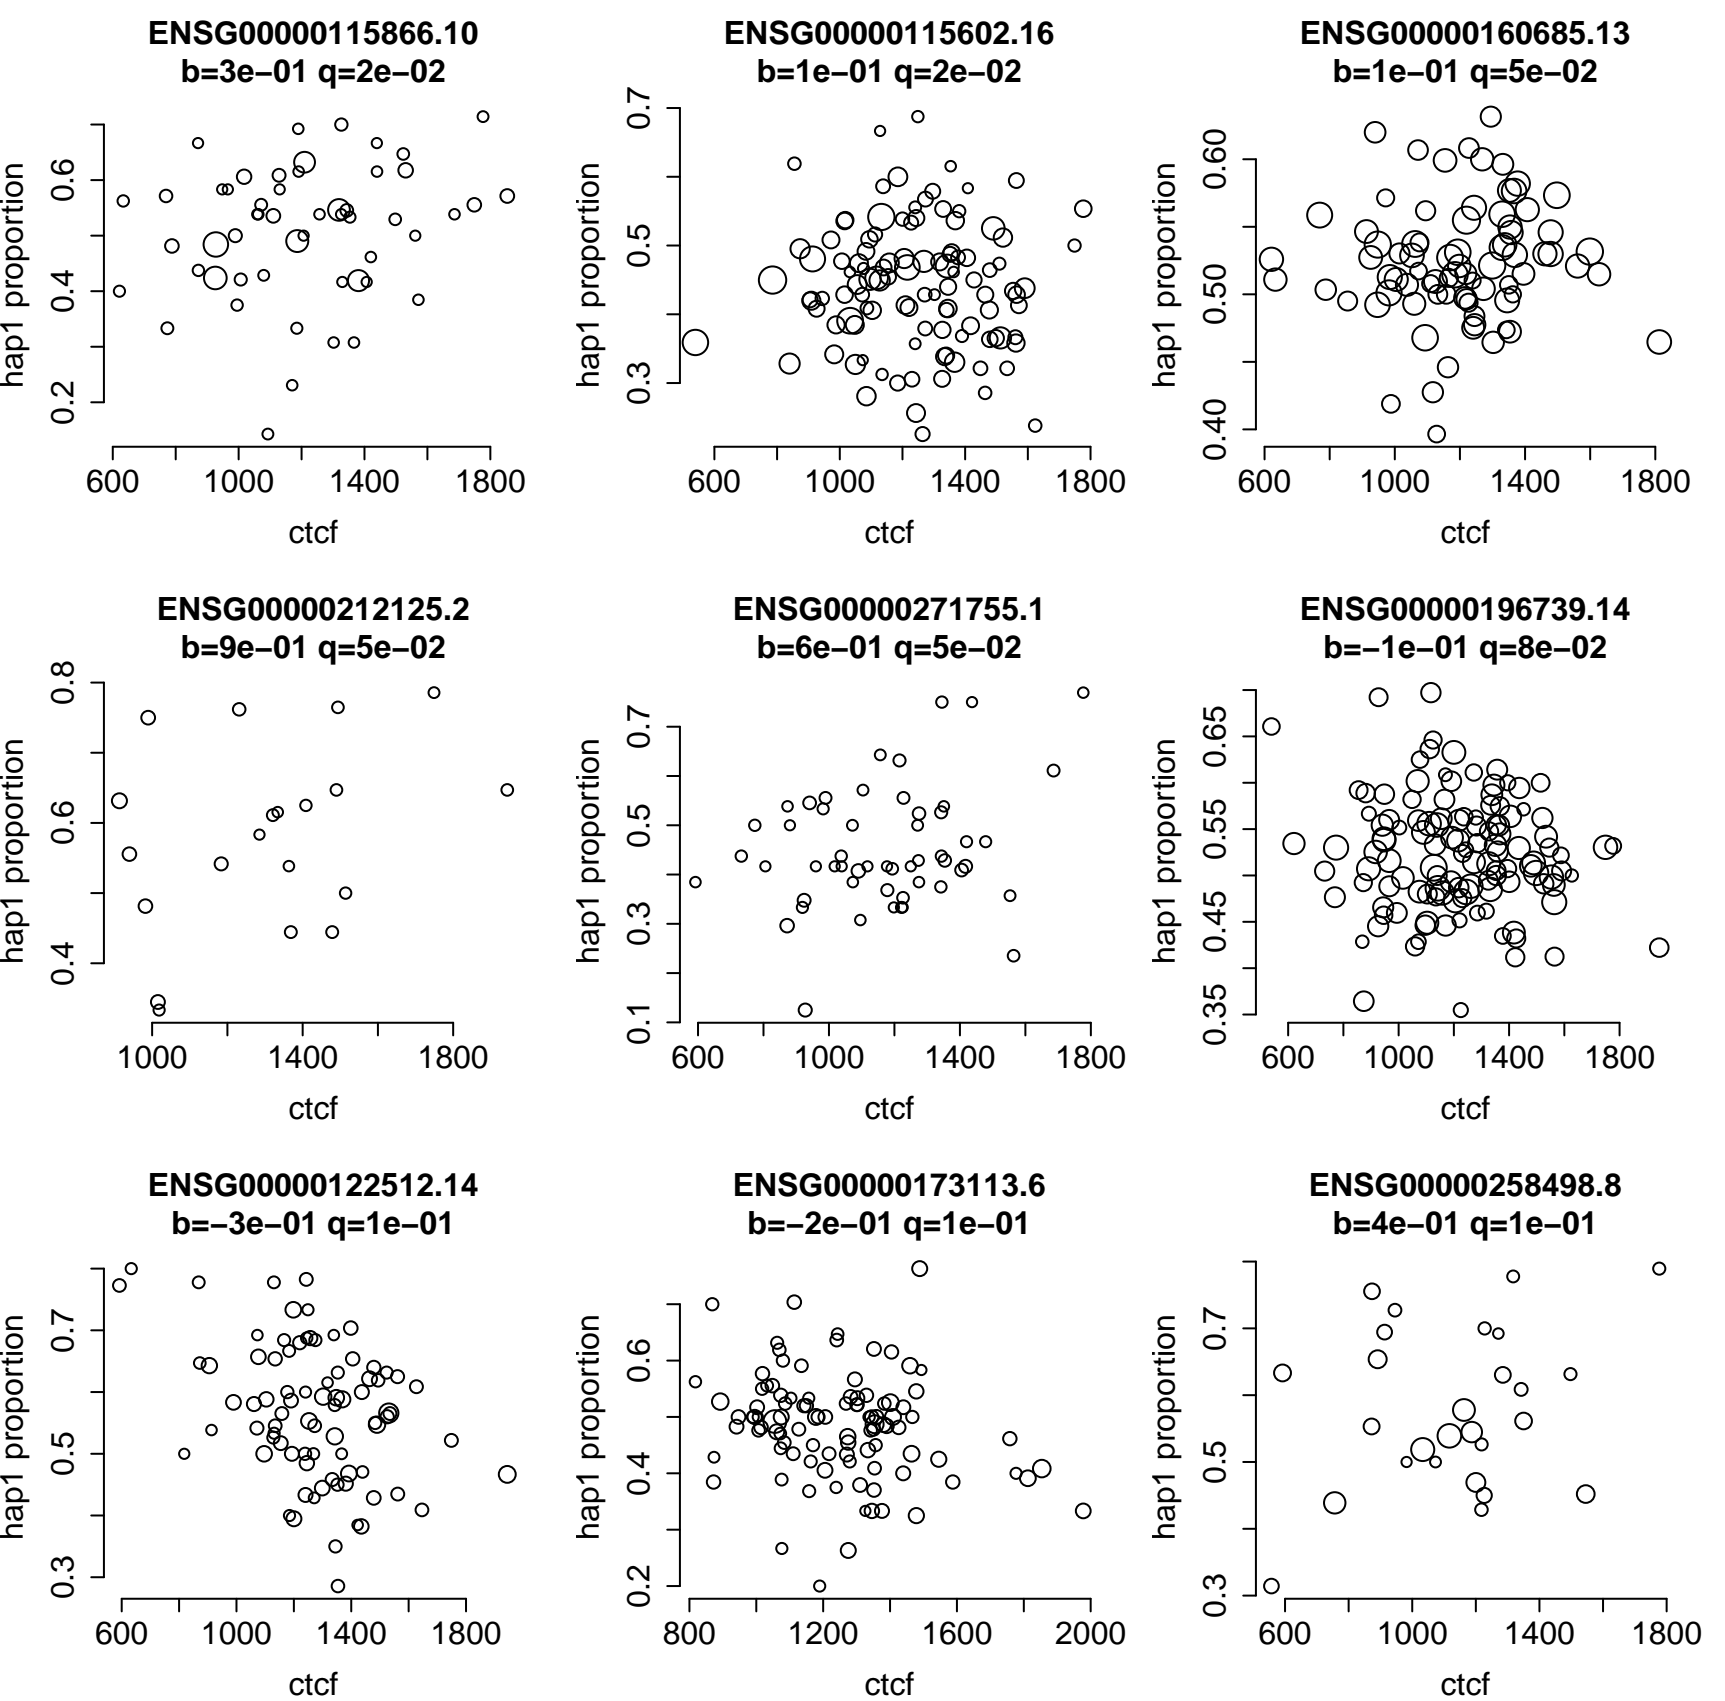 ENSG00000115866.10
b=3e−01 q=2e−02
hap1 proportion
0.2 0.4 0.6
600 1000 1400 1800
ctcf
ENSG00000115602.16
b=1e−01 q=2e−02
hap1 proportion
0.3 0.5 0.7
600 1000 1400 1800
ctcf
ENSG00000160685.13
b=1e−01 q=5e−02
hap1 proportion
0.40 0.50 0.60
600 1000 1400 1800
ctcf
ENSG00000212125.2
b=9e−01 q=5e−02
hap1 proportion
0.4 0.6 0.8
1000 1400 1800
ctcf
ENSG00000271755.1
b=6e−01 q=5e−02
hap1 proportion
0.1 0.3 0.5 0.7
600 1000 1400 1800
ctcf
ENSG00000196739.14
b=−1e−01 q=8e−02
hap1 proportion
0.35 0.45 0.55 0.65
600 1000 1400 1800
ctcf
ENSG00000122512.14
b=−3e−01 q=1e−01
hap1 proportion
0.3 0.5 0.7
600 1000 1400 1800
ctcf
ENSG00000173113.6
b=−2e−01 q=1e−01
hap1 proportion
0.2 0.4 0.6
800 1200 1600 2000
ctcf
ENSG00000258498.8
b=4e−01 q=1e−01
hap1 proportion
0.3 0.5 0.7
600 1000 1400 1800
ctcf